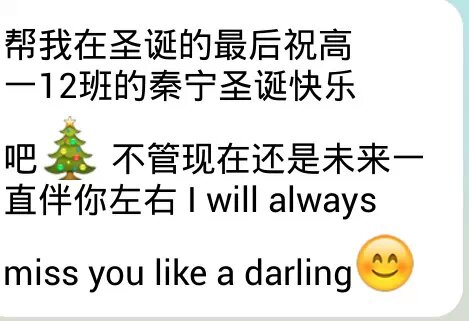 帮我在圣诞的最后祝高
一12班的秦宁圣诞快乐
吧🎄 不管现在还是未来一
直伴你左右 I will always
miss you like a darling😊